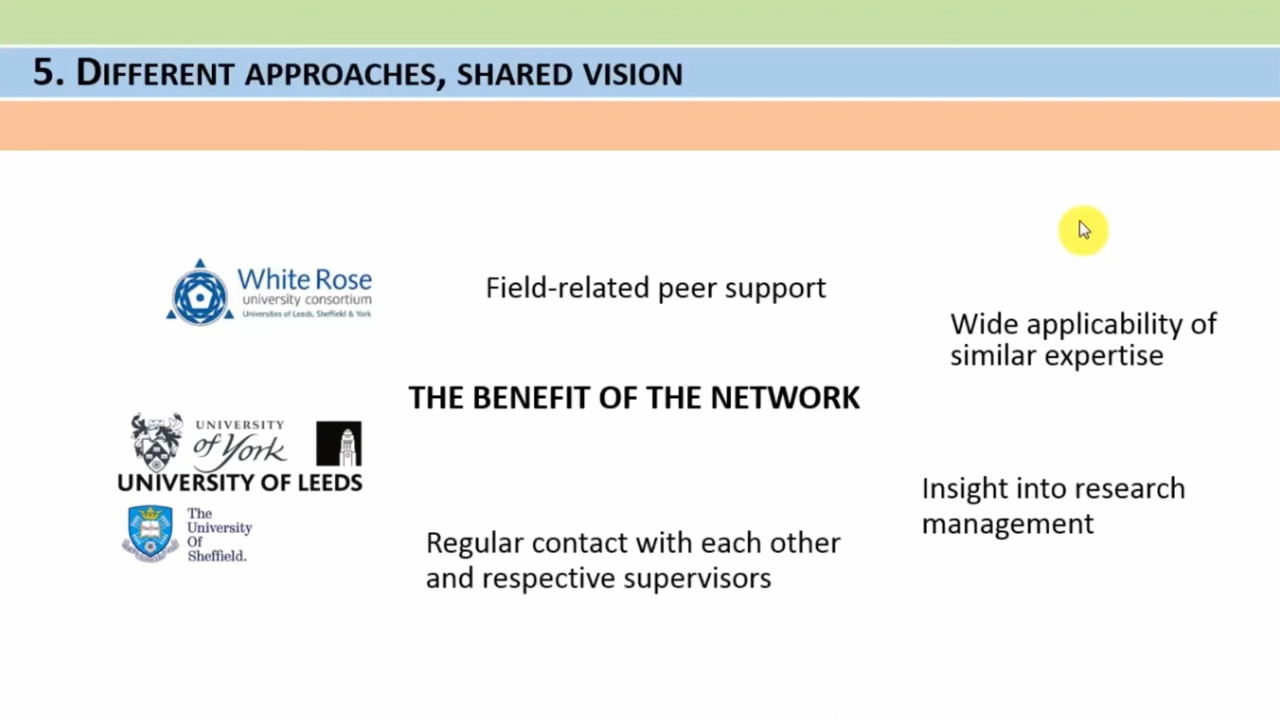 5. DIFFERENT APPROACHES, SHARED VISION
White Rose
university consortium
Universities of Leeds, Sheffield & York
Field-related peer support
Wide applicability of
similar expertise
THE BENEFIT OF THE NETWORK
UNIVERSITY
of York
UNIVERSITY OF LEEDS
The
University
Of
Sheffield.
Insight into research
management
Regular contact with each other
and respective supervisors